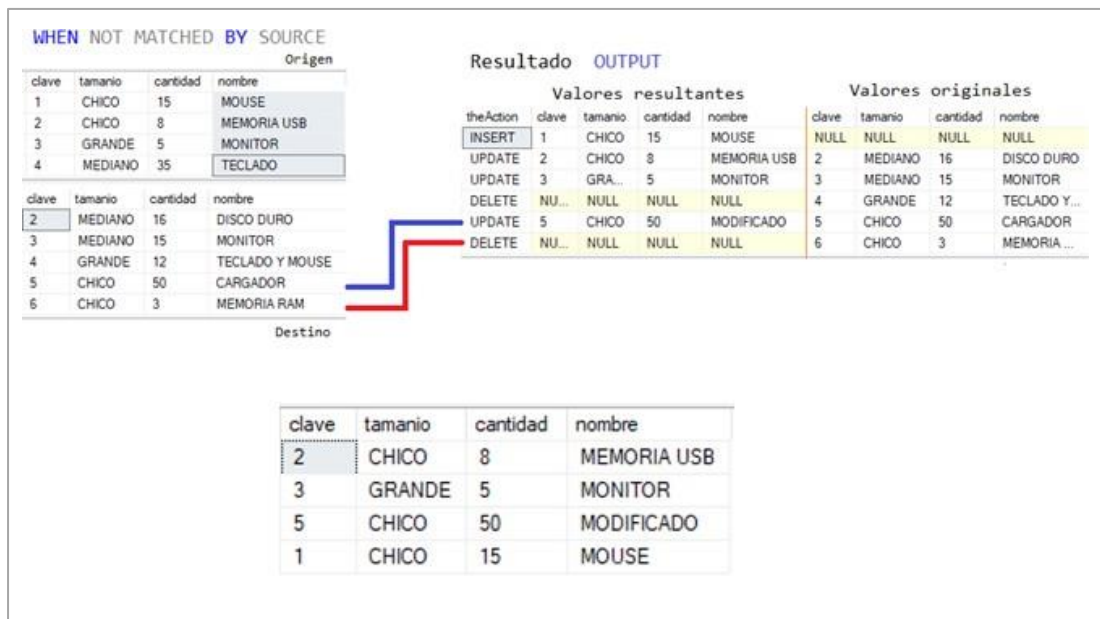 WHEN NOT MATCHED BY SOURCE
Origen
clave tamanio cantidad nombre
1 CHICO 15 MOUSE
2 CHICO 8 MEMORIA USB
3 GRANDE 5 MONITOR
4 MEDIANO 35 TECLADO
clave tamanio cantidad nombre
2 MEDIANO 16 DISCO DURO
3 MEDIANO 15 MONITOR
4 GRANDE 12 TECLADO Y MOUSE
5 CHICO 50 CARGADOR
6 CHICO 3 MEMORIA RAM
Destino
Resultado OUTPUT
Valores resultantes Valores originales
theAction clave tamanio cantidad nombre clave tamanio cantidad nombre
INSERT 1 CHICO 15 MOUSE NULL NULL NULL NULL
UPDATE 2 CHICO 8 MEMORIA USB 2 MEDIANO 16 DISCO DURO
UPDATE 3 GRA... 5 MONITOR 3 MEDIANO 15 MONITOR
DELETE NU... NULL NULL NULL 4 GRANDE 12 TECLADO Y...
UPDATE 5 CHICO 50 MODIFICADO 5 CHICO 50 CARGADOR
DELETE NU... NULL NULL NULL 6 CHICO 3 MEMORIA ...
clave tamanio cantidad nombre
2 CHICO 8 MEMORIA USB
3 GRANDE 5 MONITOR
5 CHICO 50 MODIFICADO
1 CHICO 15 MOUSE